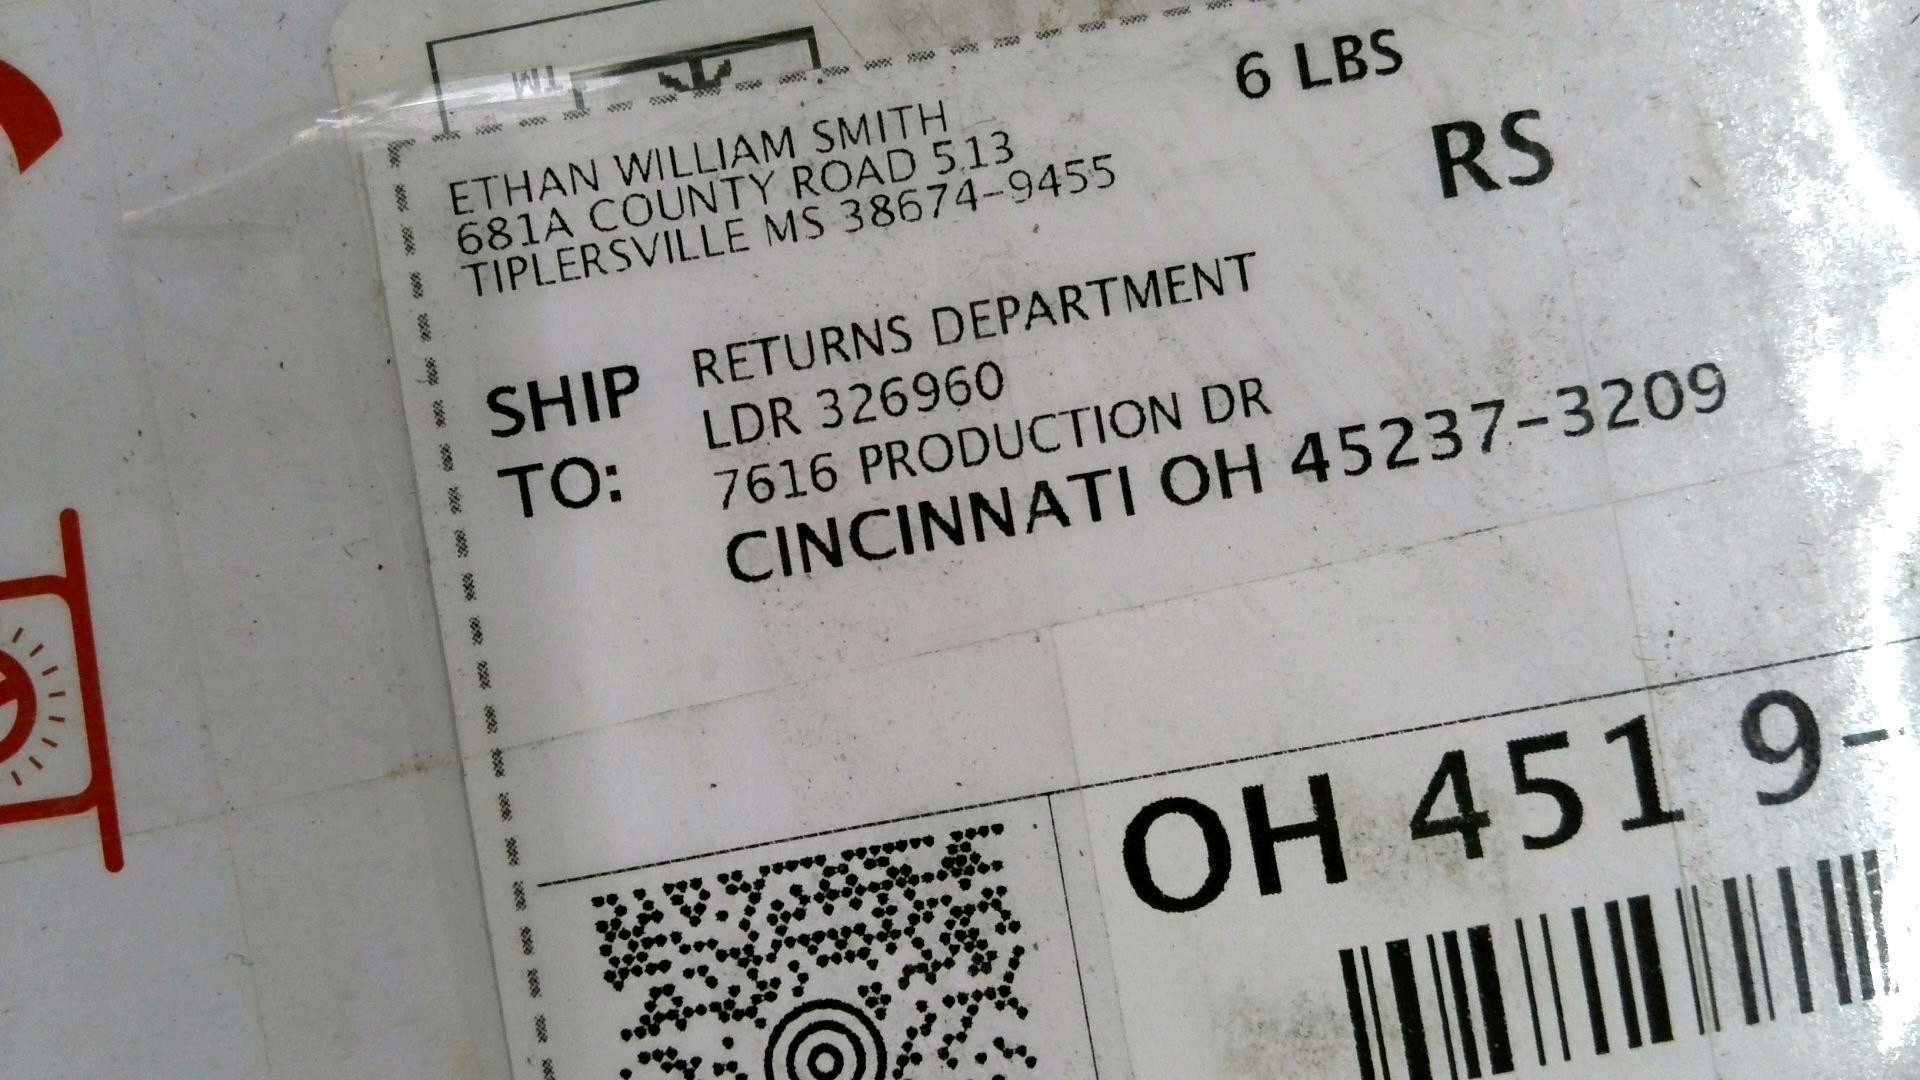 TM
6 LBS
RS
ETHAN WILLIAM SMITH
681A COUNTY ROAD 513
TIPLERSVILLE MS 38674-9455
SHIP TO:
RETURNS DEPARTMENT
LDR 326960
7616 PRODUCTION DR
CINCINNATI OH 45237-3209
OH 451 9-